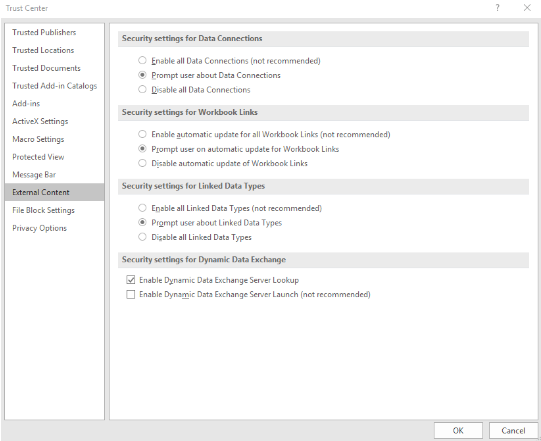 Trust Center
?
Trusted Publishers
Trusted Locations
Trusted Documents
Trusted Add-in Catalogs
Add-ins
ActiveX Settings
Macro Settings
Protected View
Message Bar
External Content
File Block Settings
Privacy Options
Security settings for Data Connections
Enable all Data Connections (not recommended)
Prompt user about Data Connections
Disable all Data Connections
Security settings for Workbook Links
Enable automatic update for all Workbook Links (not recommended)
Prompt user on automatic update for Workbook Links
Disable automatic update of Workbook Links
Security settings for Linked Data Types
Enable all Linked Data Types (not recommended)
Prompt user about Linked Data Types
Disable all Linked Data Types
Security settings for Dynamic Data Exchange
Enable Dynamic Data Exchange Server Lookup
Enable Dynamic Data Exchange Server Launch (not recommended)
OK
Cancel